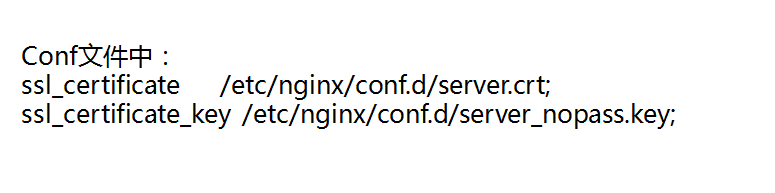 Conf文件中：
ssl_certificate /etc/nginx/conf.d/server.crt;
ssl_certificate_key /etc/nginx/conf.d/server_nopass.key;